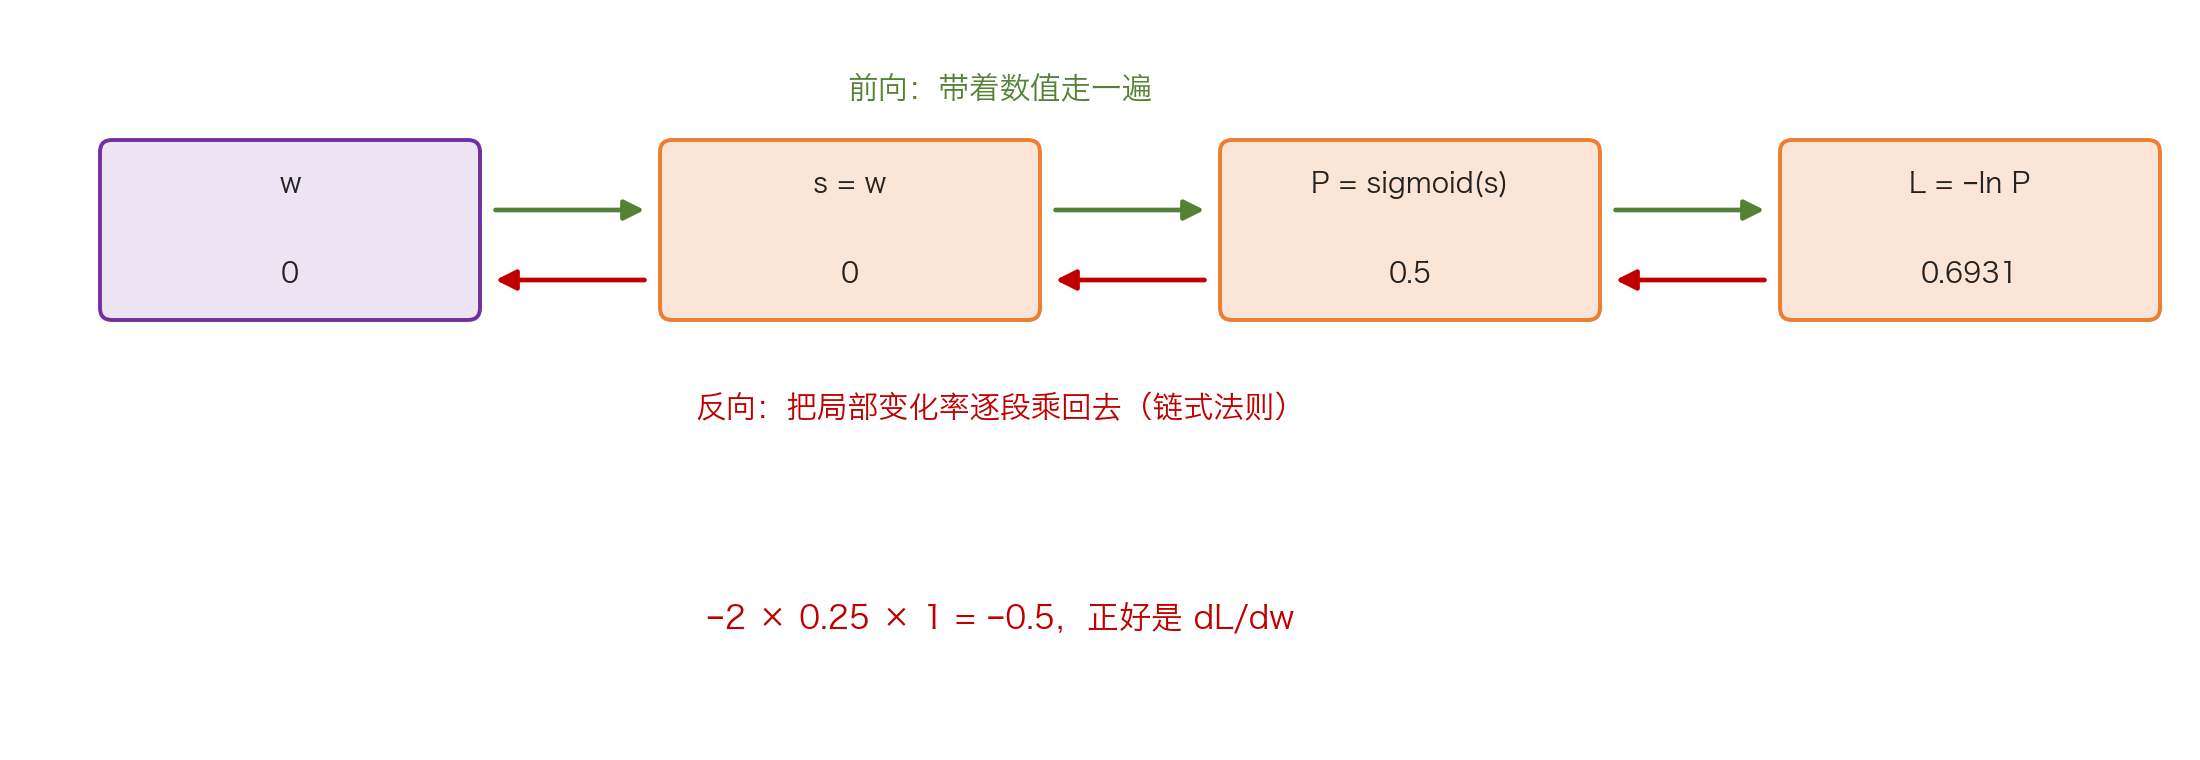 前向：带着数值走一遍
w
0
s = w
0
P = sigmoid(s)
0.5
L = −ln P
0.6931
反向：把局部变化率逐段乘回去（链式法则）
−2 × 0.25 × 1 = −0.5，正好是 dL/dw